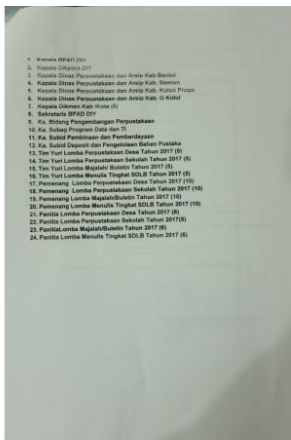 1. Kepala BPAD DIY
2. Kepala Dikpora DIY
3. Kepala Dinas Perpustakaan dan Arsip Kab Bantul
4. Kepala Dinas Perpustakaan dan Arsip Kab. Sleman
5. Kepala Dinas Perpustakaan dan Arsip Kab. Kulon Progo
6. Kepala Dinas Perpustakaan dan Arsip Kab. G Kidul
7. Kepala Dikmen Kab /Kota (5)
8. Sekretaris BPAD DIY
9. Ka. Bidang Pengembangan Perpustakaan
10. Ka. Subag Program Data dan TI
11. Ka. Subid Pembinaan dan Pemberdayaan
12. Ka. Subid Deposit dan Pengelolaan Bahan Pustaka
13. Tim Yuri Lomba Perpustakaan Desa Tahun 2017 (5)
14. Tim Yuri Lomba Perpustakaan Sekolah Tahun 2017 (5)
15. Tim Yuri Lomba Majalah/ Buletin Tahun 2017 (5)
16. Tim Yuri Lomba Menulis Tingkat SDLB Tahun 2017 (5)
17. Pemenang Lomba Perpustakaan Desa Tahun 2017 (10)
18. Pemenang Lomba Perpustakaan Sekolah Tahun 2017 (10)
19. Pemenang Lomba Majalah/Buletin Tahun 2017 (10)
20. Pemenang Lomba Menulis Tingkat SDLB Tahun 2017 (10)
21. Panitia Lomba Perpustakaan Desa Tahun 2017 (8)
22. Panitia Lomba Perpustakaan Sekolah Tahun 2017(8)
23. PanitiaLomba Majalah/Buletin Tahun 2017 (6)
24. Panitia Lomba Menulis Tingkat SDLB Tahun 2017 (6)